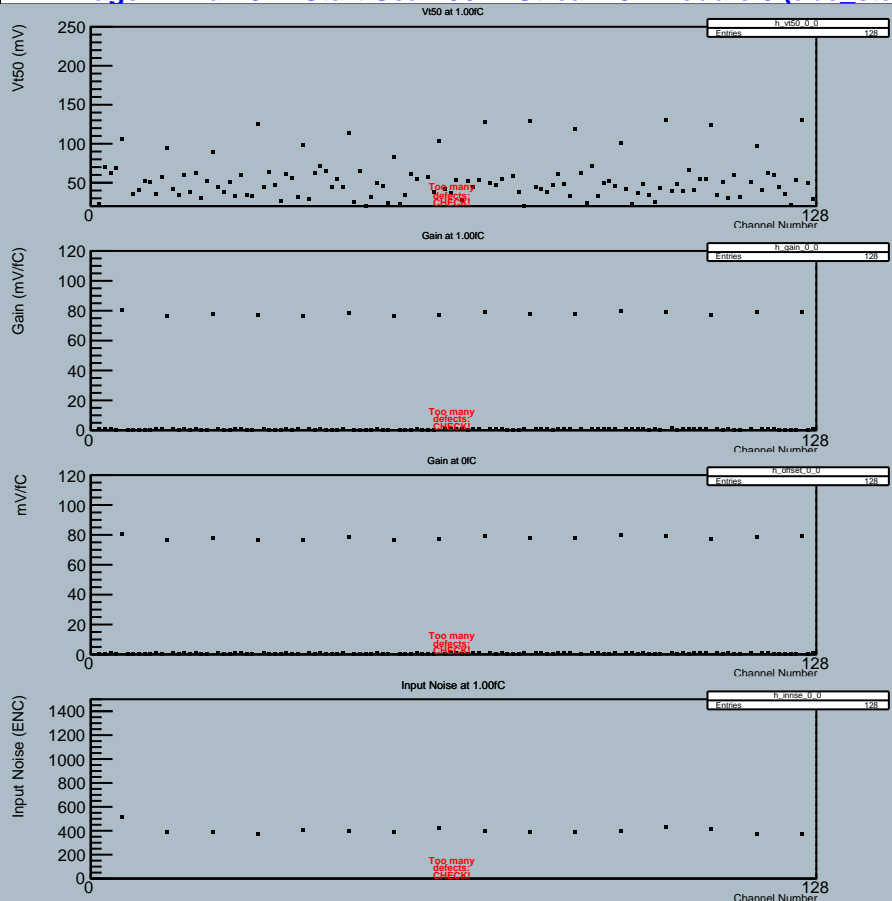 Vt50 at 1.00fC
h_vt50_0_0
Entries 128
Vt50 (mV)
250
200
150
100
50
Too many
defects:
CHECK!
0
128
Channel Number
Gain at 1.00fC
h_gain_0_0
Entries 128
Gain (mV/fC)
120
100
80
60
40
20
0
Too many
defects:
CHECK!
0
128
Channel Number
Gain at 0fC
h_offset_0_0
Entries 128
mV/fC
120
100
80
60
40
20
0
Too many
defects:
CHECK!
0
128
Channel Number
Input Noise at 1.00fC
h_innse_0_0
Entries 128
Input Noise (ENC)
1400
1200
1000
800
600
400
200
0
Too many
defects:
CHECK!
0
128
Channel Number